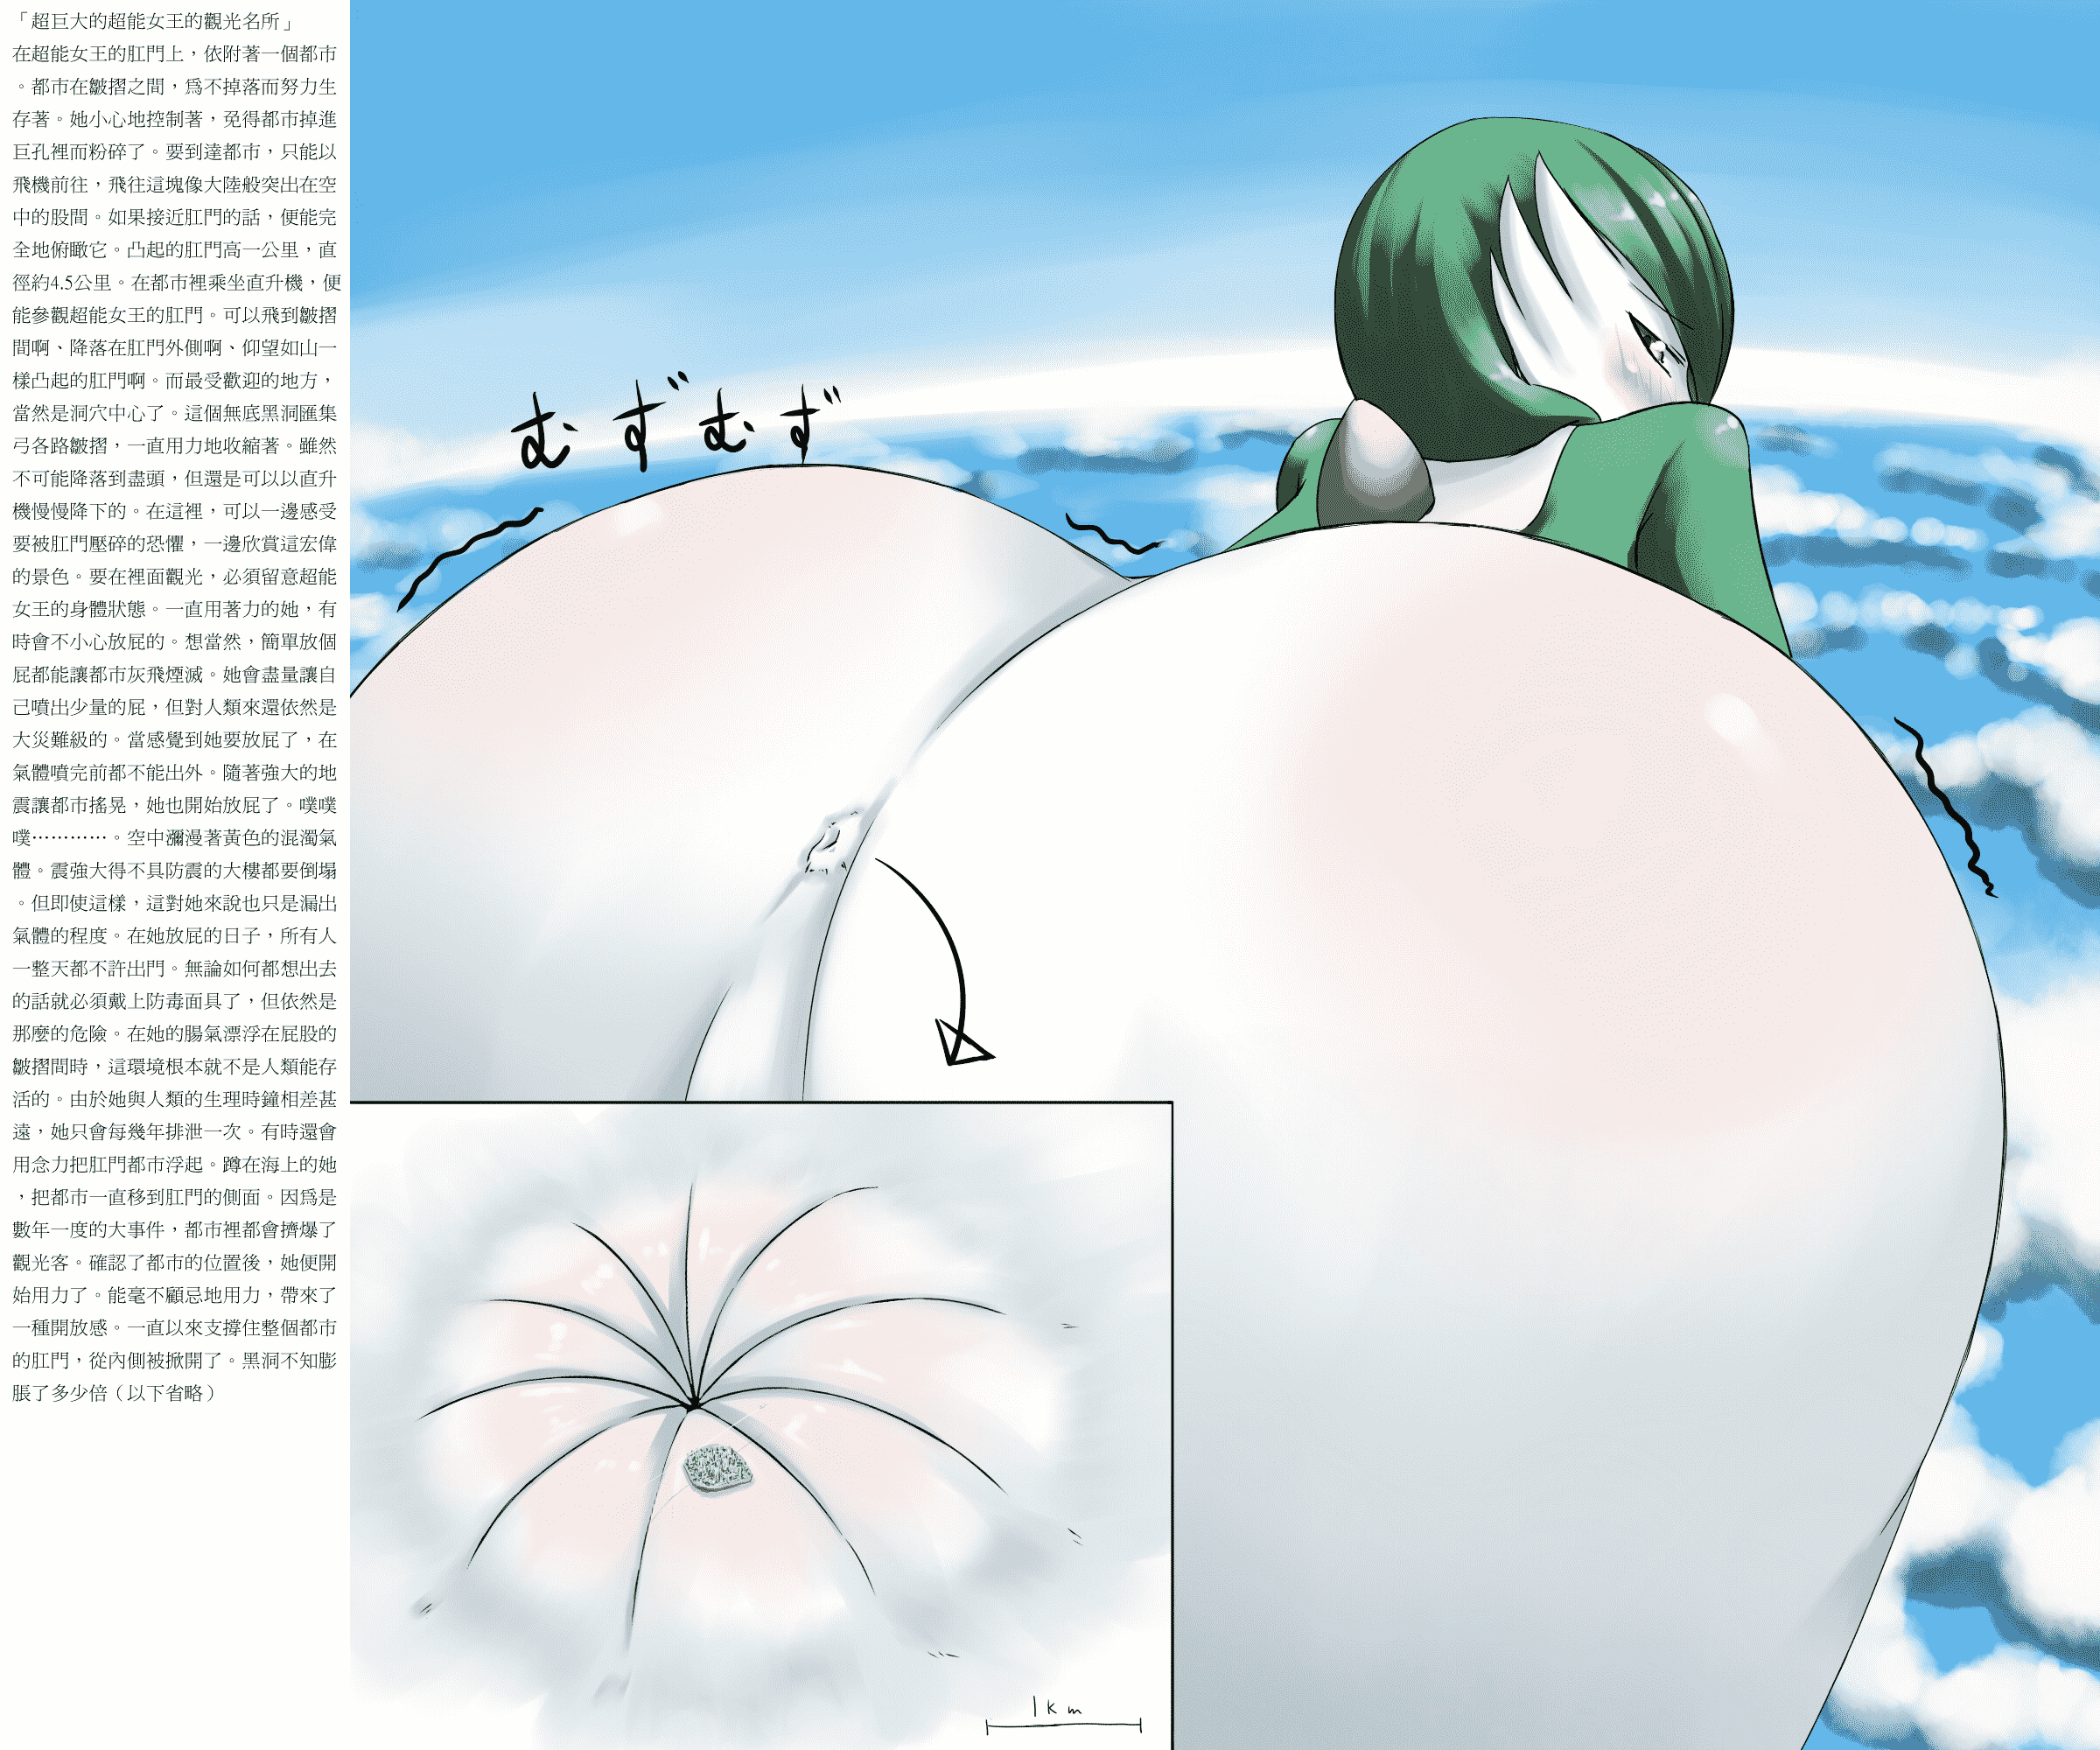 「超巨大的超能女王的觀光名所」
在超能女王的肛門上，依附著一個都市
。都市在皺摺之間，爲不掉落而努力生
存著。她小心地控制著，免得都市掉進
巨孔裡而粉碎了。要到達都市，只能以
飛機前往，飛往這塊像大陸般突出在空
中的股間。如果接近肛門的話，便能完
全地俯瞰它。凸起的肛門高一公里，直
徑約4.5公里。在都市裡乘坐直升機，便
能參觀超能女王的肛門。可以飛到皺摺
間啊、降落在肛門外側啊、仰望如山一
樣凸起的肛門啊。而最受歡迎的地方，
當然是洞穴中心了。這個無底黑洞匯集
弓各路皺摺，一直用力地收縮著。雖然
不可能降落到盡頭，但還是可以以直升
機慢慢降下的。在這裡，可以一邊感受
要被肛門壓碎的恐懼，一邊欣賞這宏偉
的景色。要在裡面觀光，必須留意超能
女王的身體狀態。一直用著力的她，有
時會不小心放屁的。想當然，簡單放個
屁都能讓都市灰飛煙滅。她會盡量讓自
己噴出少量的屁，但對人類來還依然是
大災難級的。當感覺到她要放屁了，在
氣體噴完前都不能出外。隨著強大的地
震讓都市搖晃，她也開始放屁了。噗噗
噗…………。空中瀰漫著黃色的混濁氣
體。震強大得不具防震的大樓都要倒塌
。但即使這樣，這對她來說也只是漏出
氣體的程度。在她放屁的日子，所有人
一整天都不許出門。無論如何都想出去
的話就必須戴上防毒面具了，但依然是
那麼的危險。在她的腸氣漂浮在屁股的
皺摺間時，這環境根本就不是人類能存
活的。由於她與人類的生理時鐘相差甚
遠，她只會每幾年排泄一次。有時還會
用念力把肛門都市浮起。蹲在海上的她
，把都市一直移到肛門的側面。因爲是
數年一度的大事件，都市裡都會擠爆了
觀光客。確認了都市的位置後，她便開
始用力了。能毫不顧忌地用力，帶來了
一種開放感。一直以來支撐住整個都市
的肛門，從內側被掀開了。黑洞不知膨
脹了多少倍（以下省略）
むずむず
1km